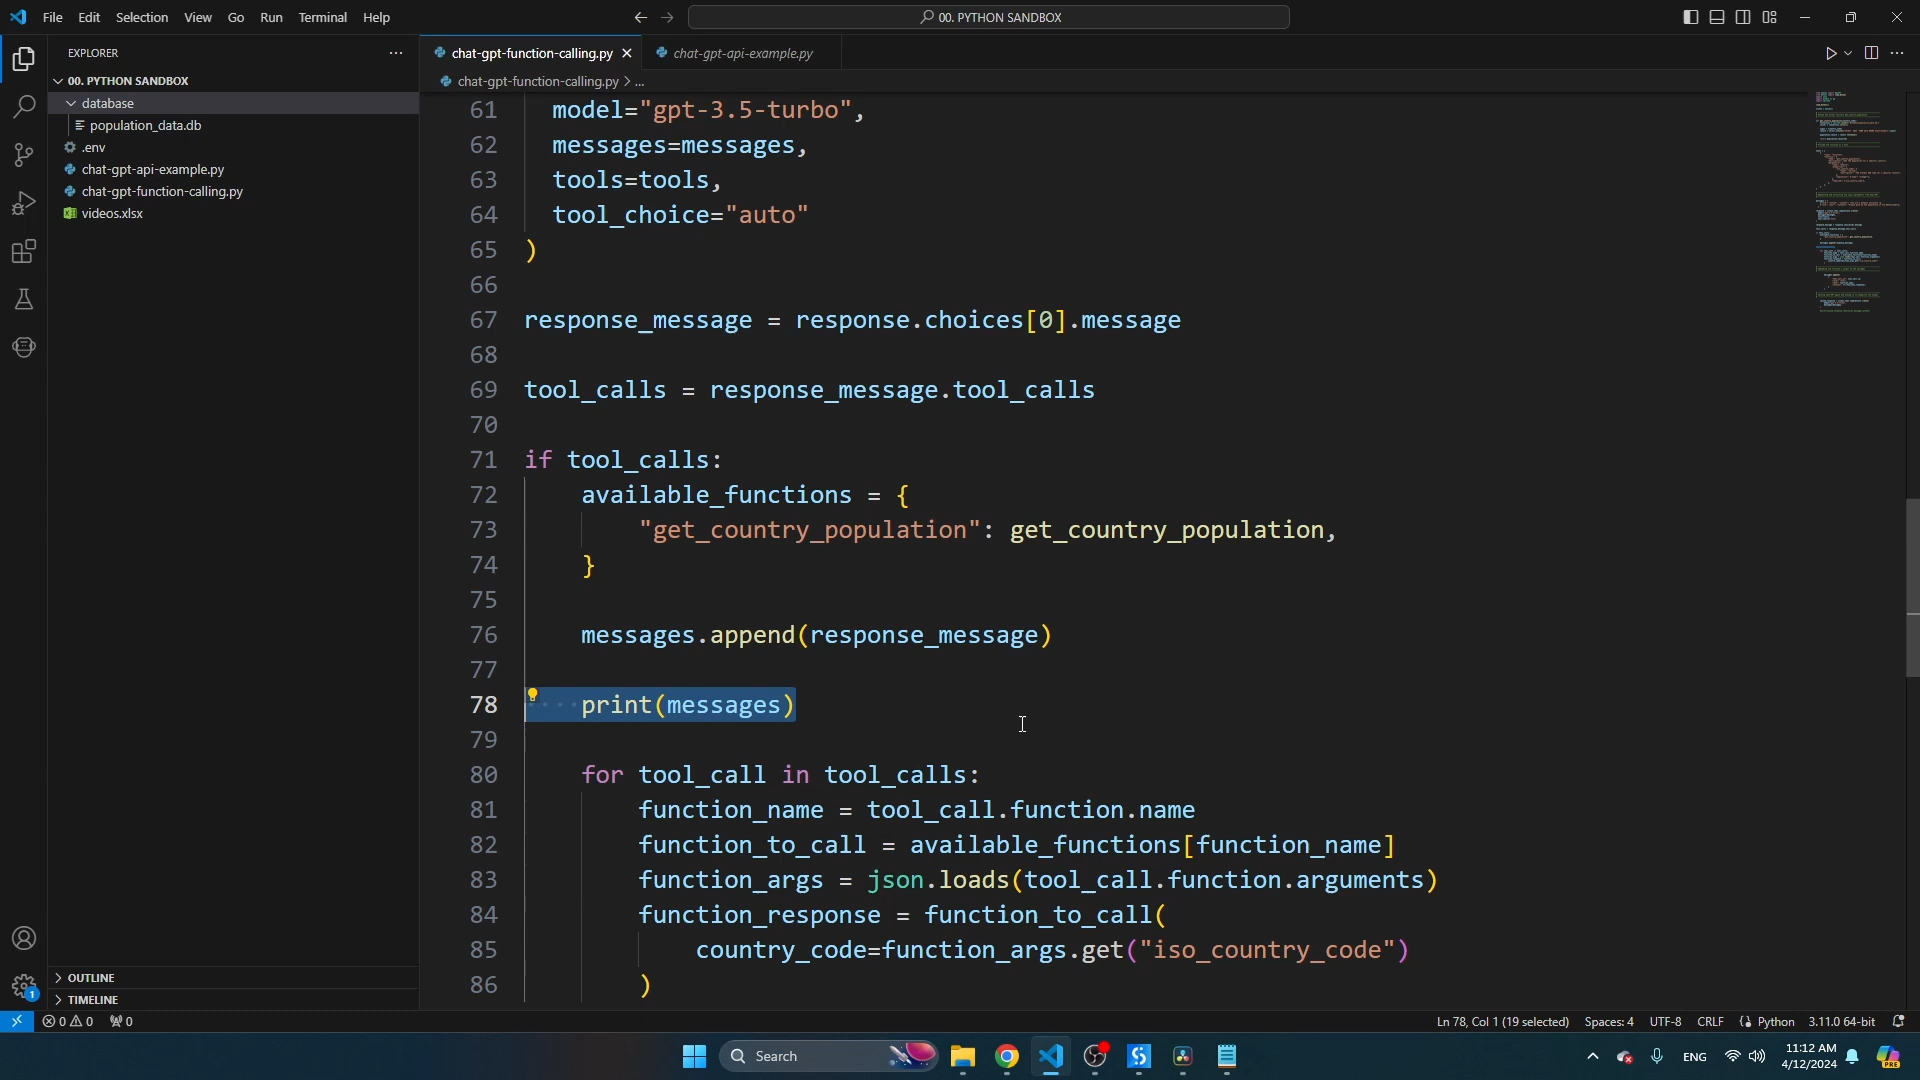 File Edit Selection View Go Run Terminal Help
00. PYTHON SANDBOX
EXPLORER
chat-gpt-function-calling.py
chat-gpt-api-example.py
00. PYTHON SANDBOX
chat-gpt-function-calling.py > ...
database
population_data.db
.env
chat-gpt-api-example.py
chat-gpt-function-calling.py
videos.xlsx
61 model="gpt-3.5-turbo",
62 messages=messages,
63 tools=tools,
64 tool_choice="auto"
65 )
66
67 response_message = response.choices[0].message
68
69 tool_calls = response_message.tool_calls
70
71 if tool_calls:
72 available_functions = {
73 "get_country_population": get_country_population,
74 }
75
76 messages.append(response_message)
77
78 print(messages)
79
80 for tool_call in tool_calls:
81 function_name = tool_call.function.name
82 function_to_call = available_functions[function_name]
83 function_args = json.loads(tool_call.function.arguments)
84 function_response = function_to_call(
85 country_code=function_args.get("iso_country_code")
86 )
OUTLINE
TIMELINE
1
0 0 0
Ln 78, Col 1 (19 selected) Spaces: 4 UTF-8 CRLF Python 3.11.0 64-bit
Search
ENG
11:12 AM
4/12/2024
PRE